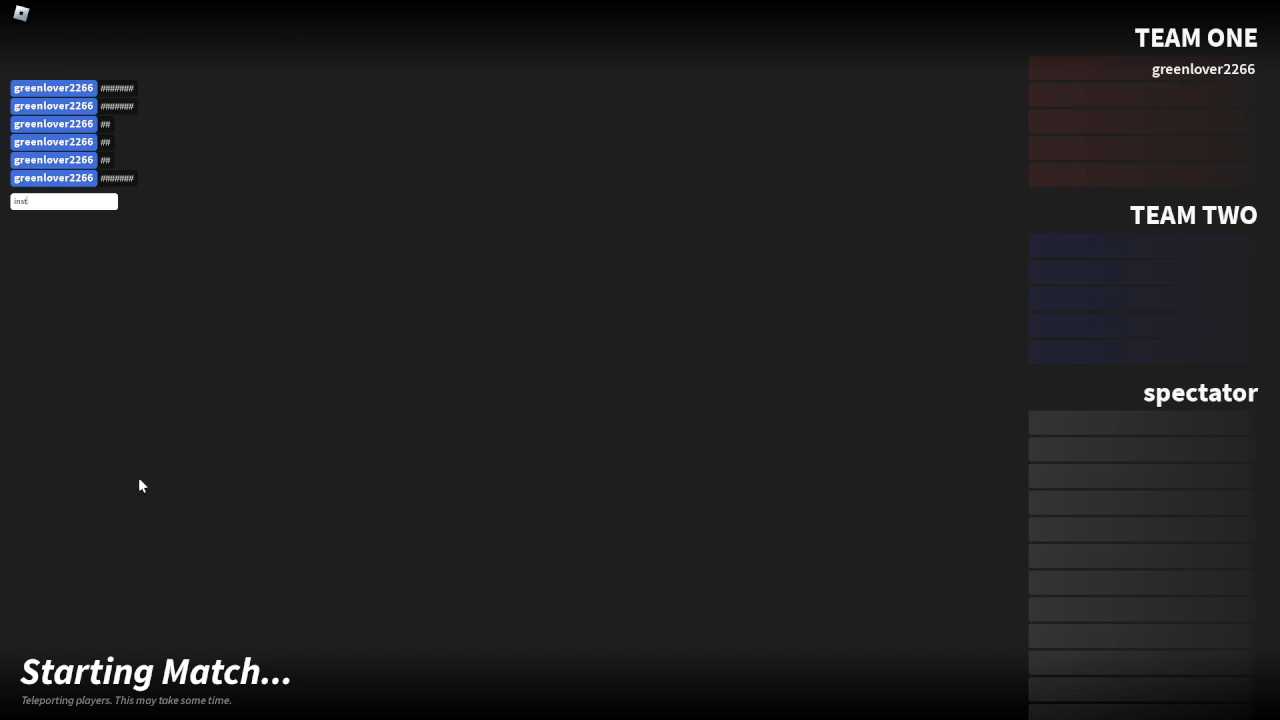 TEAM ONE
greenlover2266
greenlover2266 #######
greenlover2266 #######
greenlover2266 ##
greenlover2266 ##
greenlover2266 ##
greenlover2266 #######
inst
TEAM TWO
spectator
Starting Match...
Teleporting players. This may take some time.